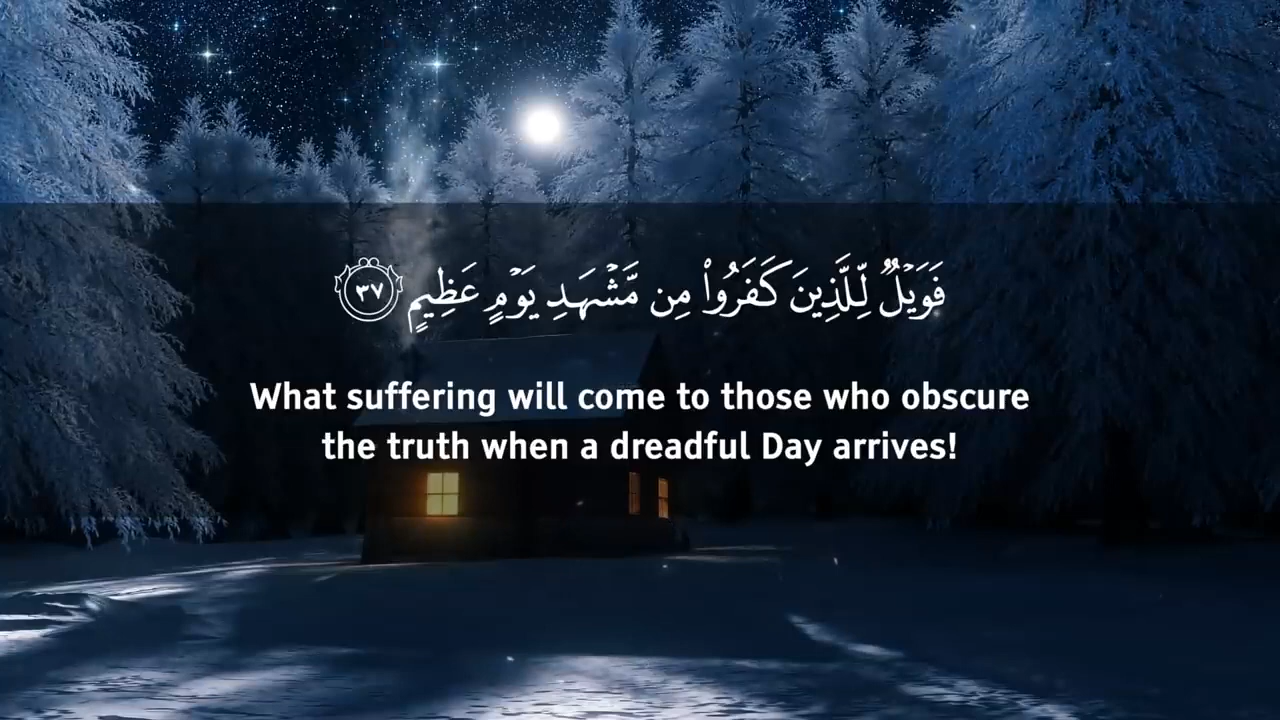 فَوَيْلٌ لِّلَّذِينَ كَفَرُوا۟ مِن مَّشْهَدِ يَوْمٍ عَظِيمٍ ٣٧
What suffering will come to those who obscure
the truth when a dreadful Day arrives!